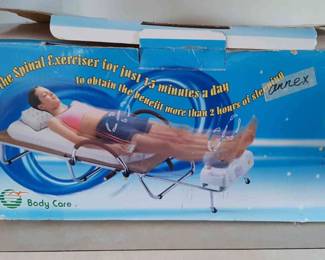 The Spinal Exerciser for just 15 minutes a day
to obtain the benefit more than 2 hours of
annex
Body Care